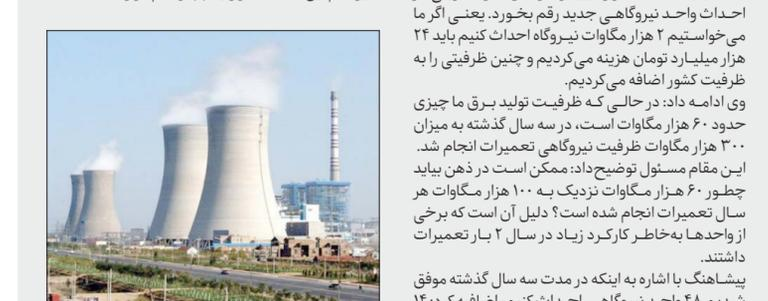 احداث واحد نیروگاهی جدید رقم بخورد. یعنی اگر ما
می‌خواستیم ۲ هزار مگاوات نیروگاه احداث کنیم باید ۲۴
هزار میلیارد تومان هزینه می‌کردیم و چنین ظرفیتی را به
ظرفیت کشور اضافه می‌کردیم.
وی ادامه داد: در حالی که ظرفیت تولید برق ما چیزی
حدود ۶۰ هزار مگاوات است، در سه سال گذشته به میزان
۳۰۰ هزار مگاوات ظرفیت نیروگاهی تعمیرات انجام شد.
این مقام مسئول توضیح‌داد: ممکن است در ذهن بیاید
چطور ۶۰ هزار مگاوات نزدیک به ۱۰۰ هزار مگاوات هر
سال تعمیرات انجام شده است؟ دلیل آن است که برخی
از واحدها به‌خاطر کارکرد زیاد در سال ۲ بار تعمیرات
داشتند.
پیشاهنگ با اشاره به اینکه در مدت سه سال گذشته موفق